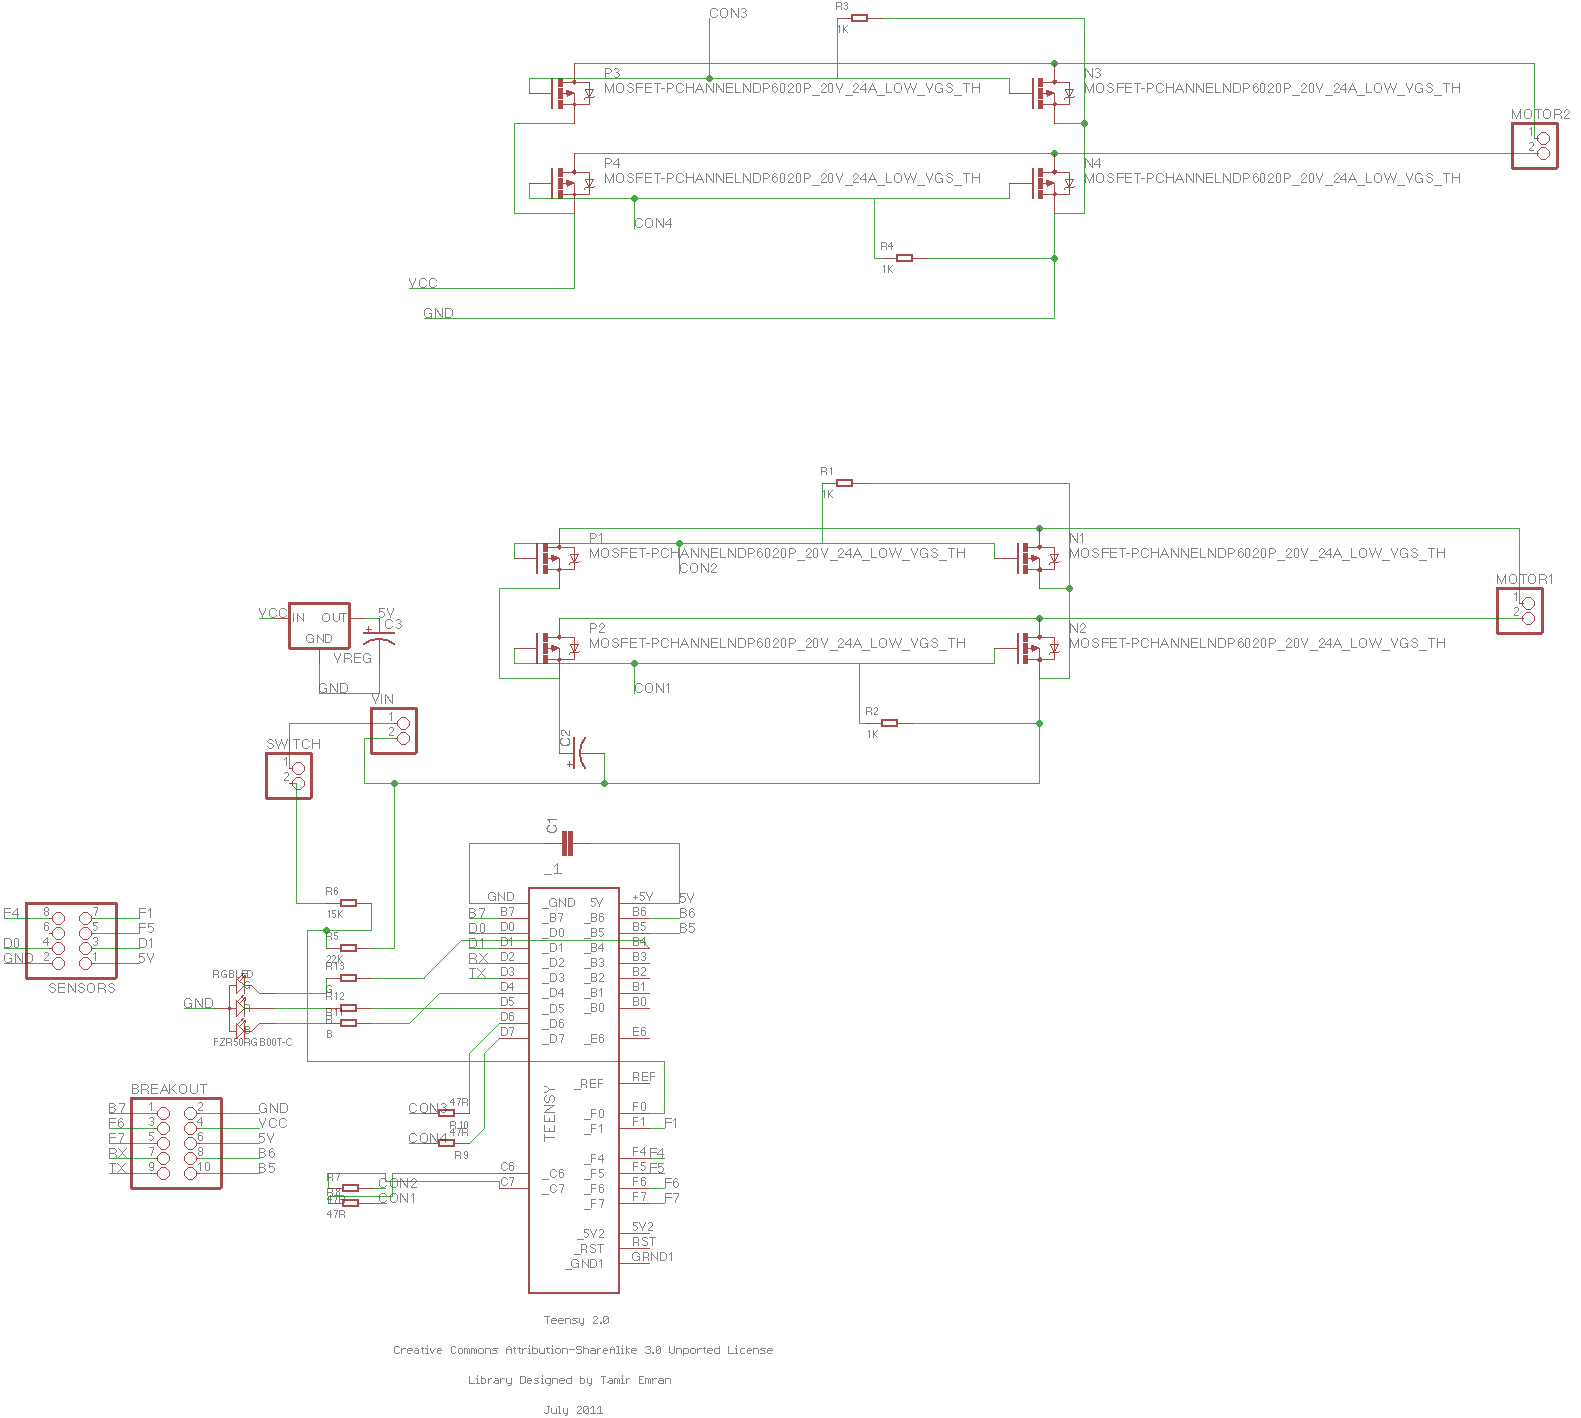 CON3
R3
1K
P3
MOSFET-PCHANNELNDP6020P_20V_24A_LOW_VGS_TH
N3
MOSFET-PCHANNELNDP6020P_20V_24A_LOW_VGS_TH
MOTOR2
1
2
P4
MOSFET-PCHANNELNDP6020P_20V_24A_LOW_VGS_TH
N4
MOSFET-PCHANNELNDP6020P_20V_24A_LOW_VGS_TH
CON4
R4
1K
VCC
GND
R1
1K
P1
MOSFET-PCHANNELNDP6020P_20V_24A_LOW_VGS_TH
CON2
N1
MOSFET-PCHANNELNDP6020P_20V_24A_LOW_VGS_TH
MOTOR1
1
2
P2
MOSFET-PCHANNELNDP6020P_20V_24A_LOW_VGS_TH
N2
MOSFET-PCHANNELNDP6020P_20V_24A_LOW_VGS_TH
CON1
R2
1K
C2
+
VCC
IN
OUT
GND
5V
C3
+
VREG
GND
VIN
1
2
SWITCH
1
2
C1
_1
R6
15K
R5
22K
R13
G
R12
R
R11
B
RGBLED
G
R
B
GND
FZR50RGB00T-C
F4 8 7 F1
6 5 F5
D0 4 3 D1
GND 2 1 5V
SENSORS
BREAKOUT
B7 1 2 GND
F6 3 4 VCC
F7 5 6 5V
RX 7 8 B6
TX 9 10 B5
GND _GND 5V +5V 5V
B7 B7 _B7 _B6 B6 B6
D0 D0 _D0 _B5 B5 B5
D1 D1 _D1 _B4 B4
RX D2 _D2 _B3 B3
TX D3 _D3 _B2 B2
D4 _D4 _B1 B1
D5 _D5 _B0 B0
D6 _D6
D7 _D7 _E6 E6
_REF REF
TEENSY
_F0 F0
_F1 F1 F1
_F4 F4 F4
C6 _C6 _F5 F5 F5
C7 _C7 _F6 F6 F6
_F7 F7 F7
_5V2 5V2
_RST RST
_GND1 GRND1
CON3
47R
R10
CON4
47R
R9
R7
47R
CON2
R8
47R
CON1
Teensy 2.0
Creative Commons Attribution-ShareAlike 3.0 Unported License
Library Designed by Tamir Emran
July 2011